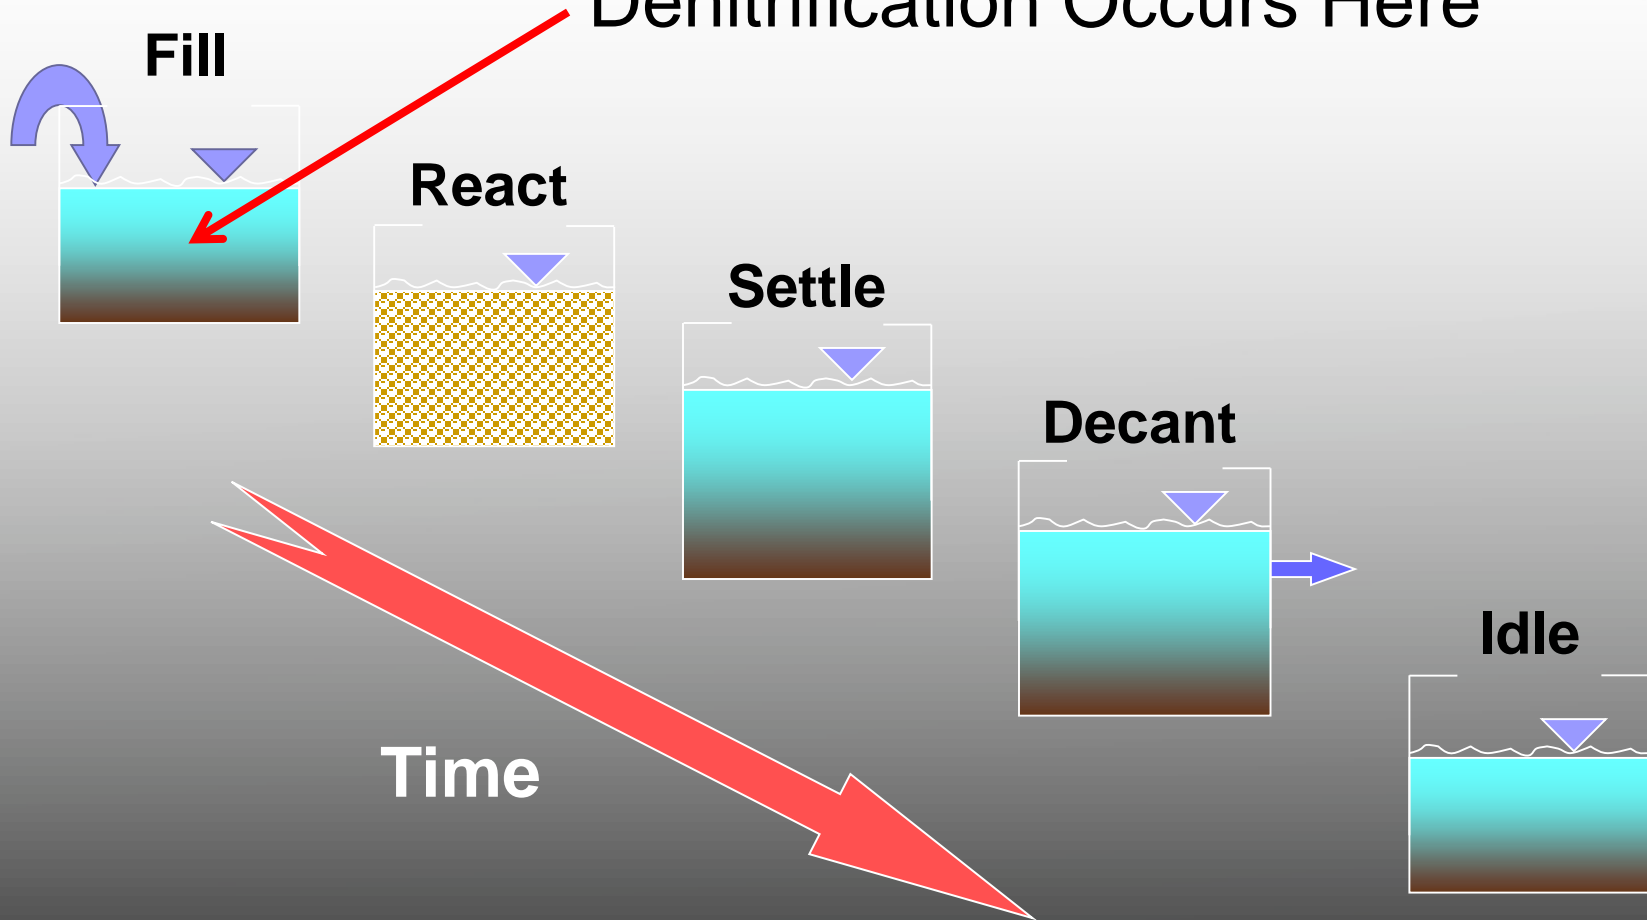 Denitrification Occurs Here
Fill
React
Settle
Decant
Idle
Time